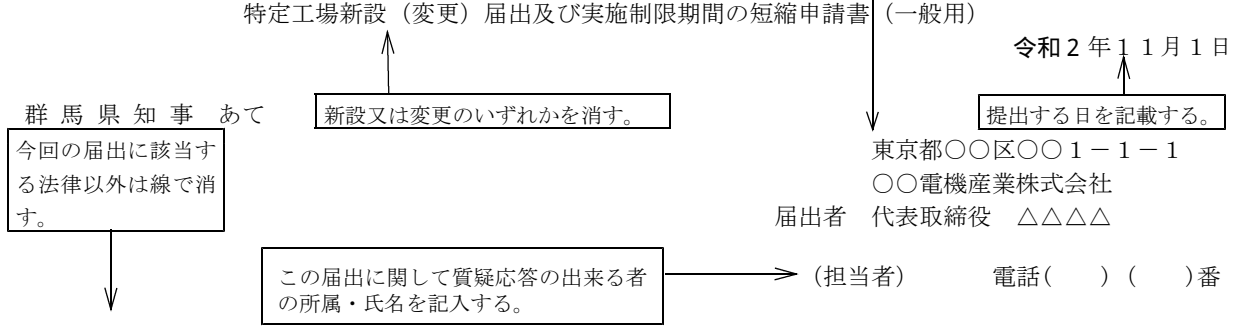 特定工場新設（変更）届出及び実施制限期間の短縮申請書（一般用）
令和２年１１月１日
群 馬 県 知 事　あて
新設又は変更のいずれかを消す。
提出する日を記載する。
今回の届出に該当す
る法律以外は線で消
す。
東京都○○区○○１－１－１
○○電機産業株式会社
届出者　代表取締役　△△△△
この届出に関して質疑応答の出来る者
の所属・氏名を記入する。
（担当者）　　電話(　　) (　　)番